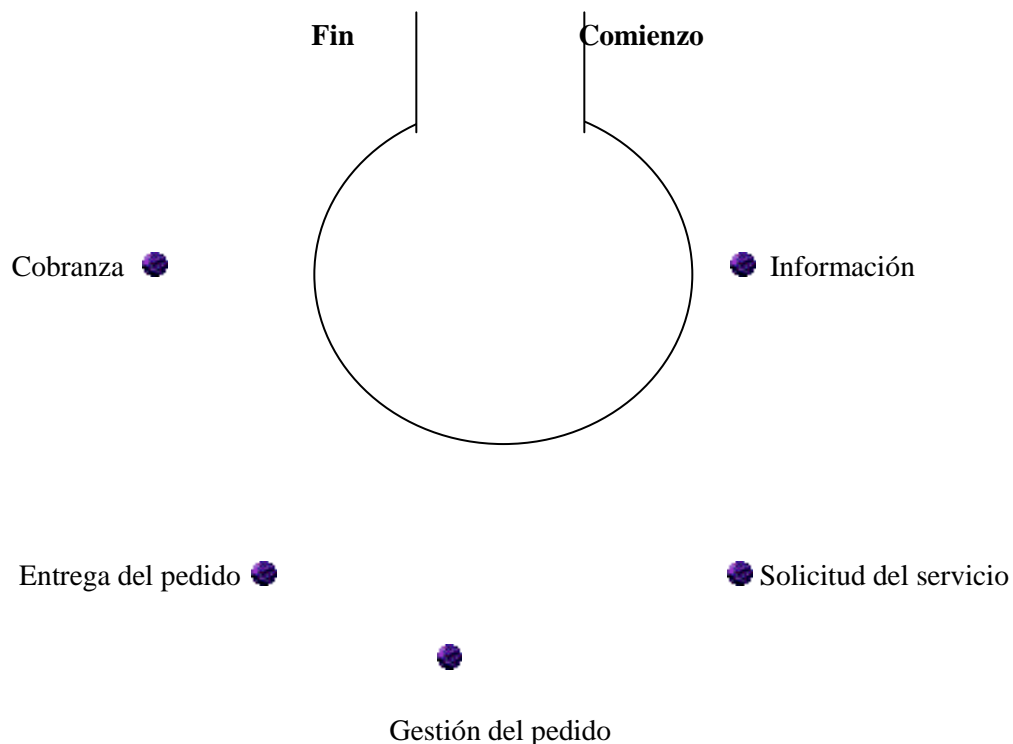 Fin
Comienzo
Cobranza
Información
Entrega del pedido
Solicitud del servicio
Gestión del pedido